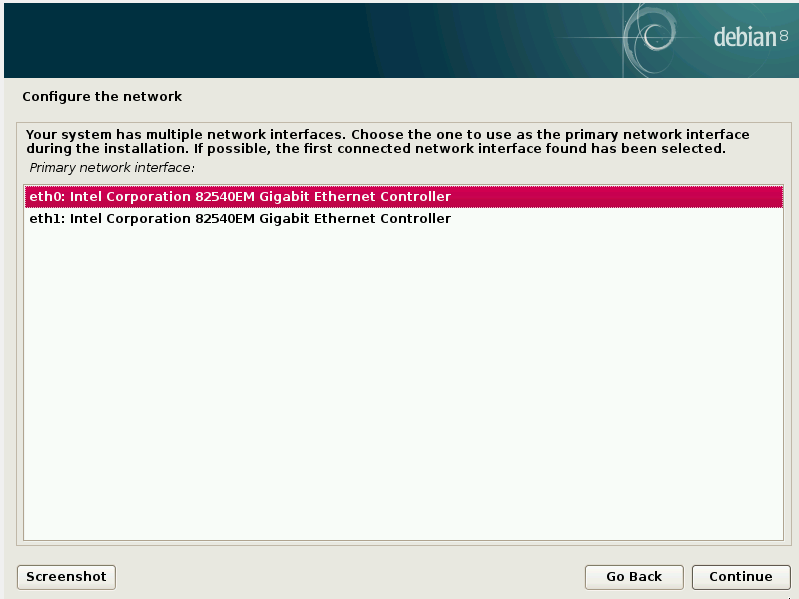 debian 8
Configure the network
Your system has multiple network interfaces. Choose the one to use as the primary network interface
during the installation. If possible, the first connected network interface found has been selected.
Primary network interface:
eth0: Intel Corporation 82540EM Gigabit Ethernet Controller
eth1: Intel Corporation 82540EM Gigabit Ethernet Controller
Screenshot
Go Back
Continue